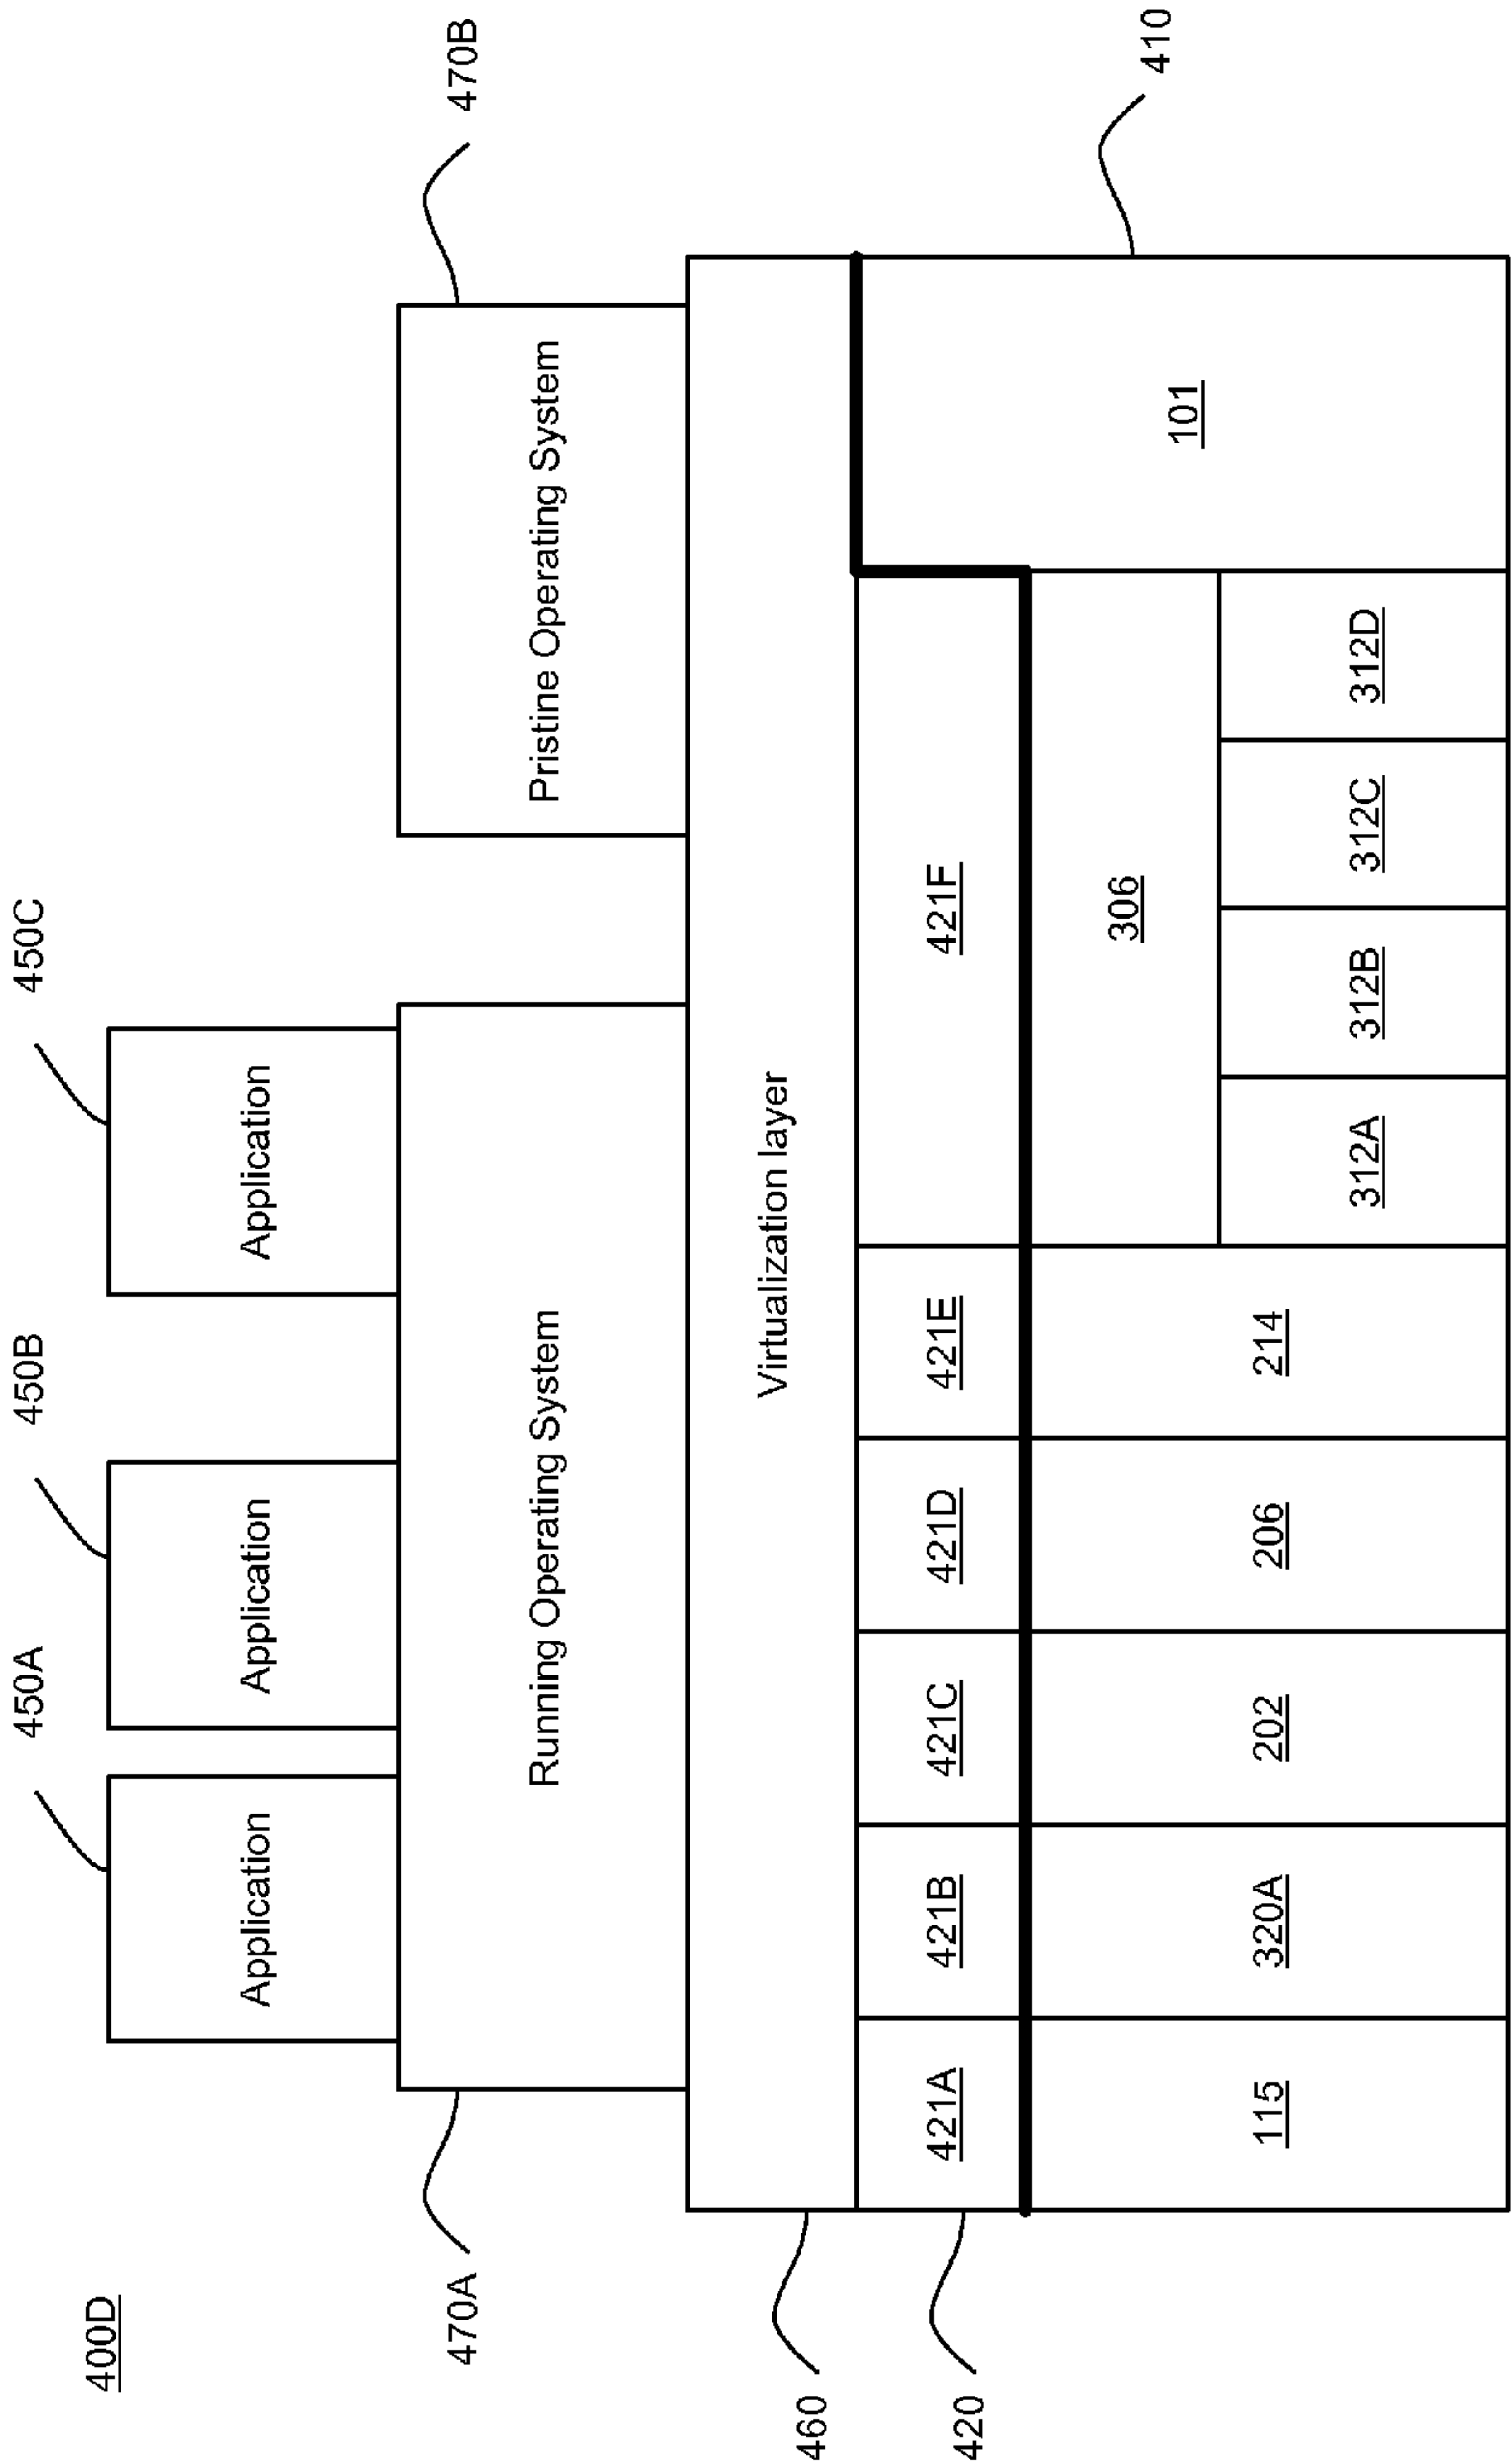 400D
450A
450B
450C
Application
Application
Application
470A
470B
Running Operating System
Pristine Operating System
460
Virtualization layer
420
421A
421B
421C
421D
421E
421F
410
115
320A
202
206
214
306
101
312A
312B
312C
312D